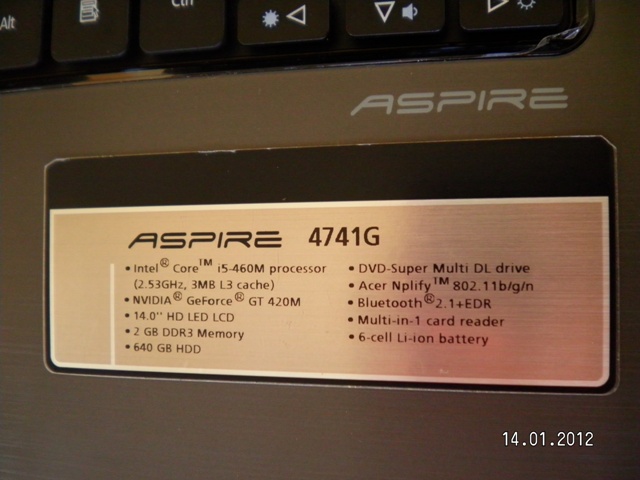 Alt
Ctrl
ASPIRE
ASPIRE 4741G
• Intel® Core™ i5-460M processor
(2.53GHz, 3MB L3 cache)
• NVIDIA® GeForce® GT 420M
• 14.0" HD LED LCD
• 2 GB DDR3 Memory
• 640 GB HDD
• DVD-Super Multi DL drive
• Acer Nplify™ 802.11b/g/n
• Bluetooth® 2.1+EDR
• Multi-in-1 card reader
• 6-cell Li-ion battery
14.01.2012